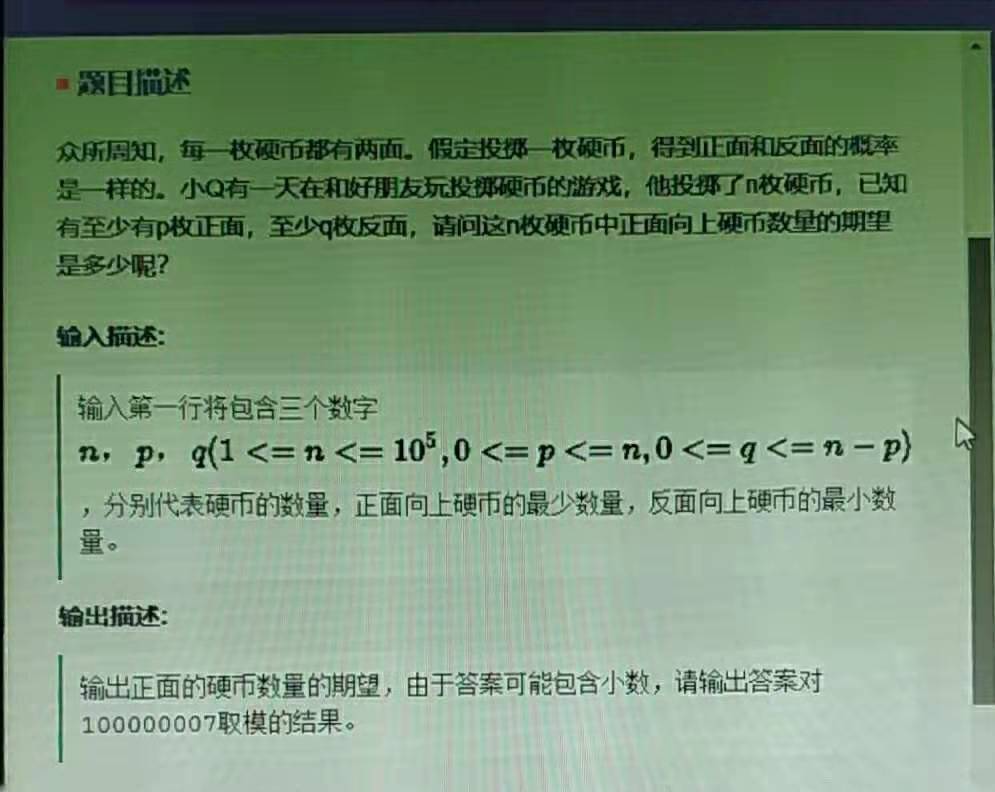 题目描述
众所周知，每一枚硬币都有两面。假定投掷一枚硬币，得到正面和反面的概率
是一样的。小Q有一天在和好朋友玩投掷硬币的游戏，他投掷了n枚硬币，已知
有至少有p枚正面，至少q枚反面，请问这n枚硬币中正面向上硬币数量的期望
是多少呢？
输入描述:
输入第一行将包含三个数字
n，p，q(1 <= n <= 10^5, 0 <= p <= n, 0 <= q <= n − p)
，分别代表硬币的数量，正面向上硬币的最少数量，反面向上硬币的最小数
量。
输出描述:
输出正面的硬币数量的期望，由于答案可能包含小数，请输出答案对
100000007取模的结果。